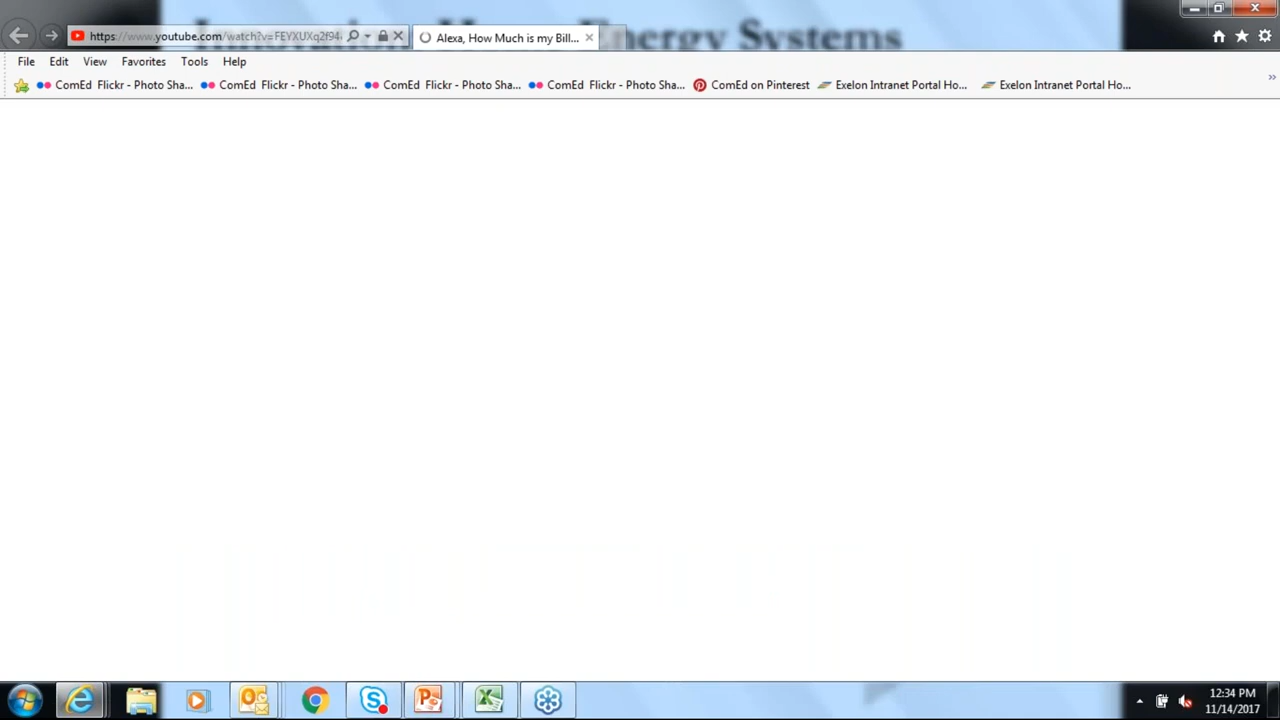 Energy Systems
https://www.youtube.com/watch?v=FEYXUXq2f94
Alexa, How Much is my Bill...
File Edit View Favorites Tools Help
ComEd Flickr - Photo Sha... ComEd Flickr - Photo Sha... ComEd Flickr - Photo Sha... ComEd Flickr - Photo Sha... ComEd on Pinterest Exelon Intranet Portal Ho... Exelon Intranet Portal Ho...
12:34 PM
11/14/2017